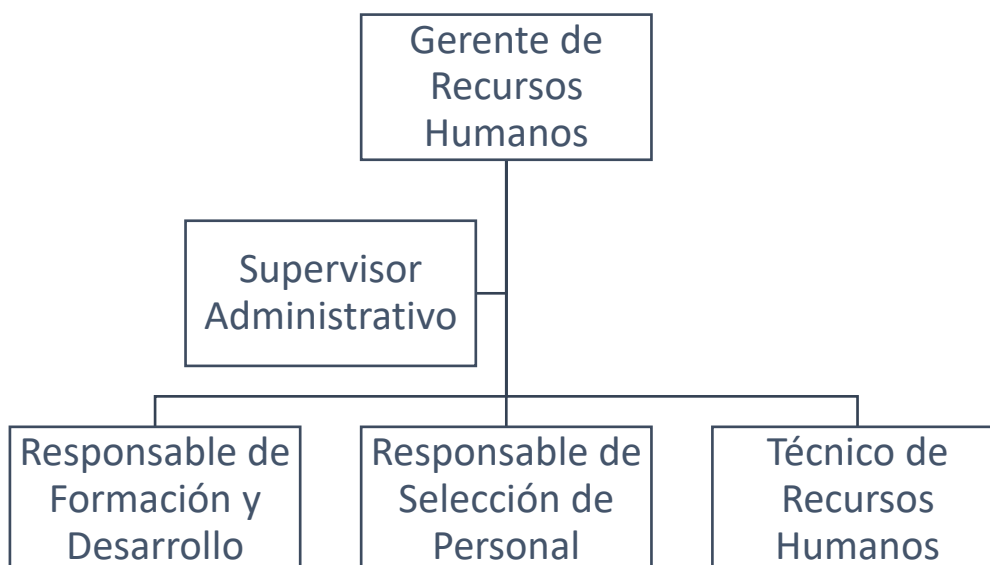 Gerente de
Recursos
Humanos
Supervisor
Administrativo
Responsable de
Formación y
Desarrollo
Responsable de
Selección de
Personal
Técnico de
Recursos
Humanos